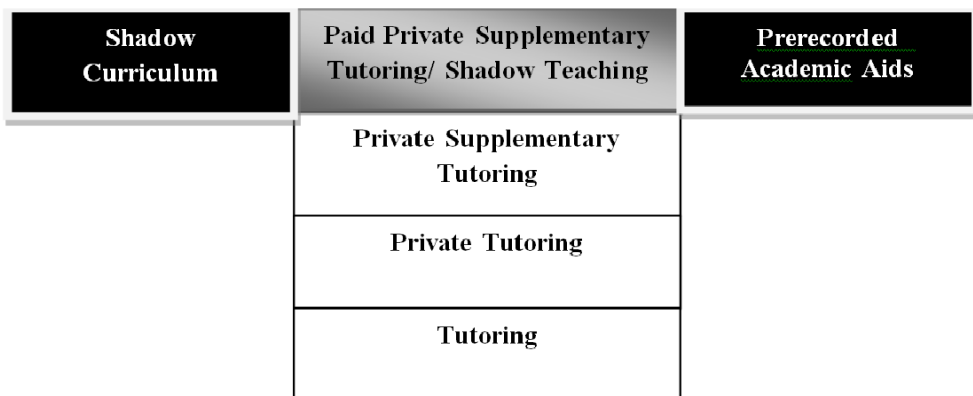 Shadow
Curriculum
Paid Private Supplementary
Tutoring/ Shadow Teaching
Prerecorded
Academic Aids
Private Supplementary
Tutoring
Private Tutoring
Tutoring